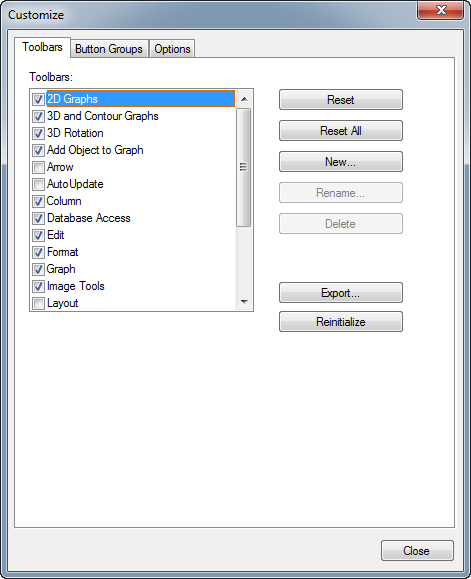 Customize
Toolbars Button Groups Options
Toolbars:
2D Graphs
3D and Contour Graphs
3D Rotation
Add Object to Graph
Arrow
AutoUpdate
Column
Database Access
Edit
Format
Graph
Image Tools
Layout
Reset
Reset All
New...
Rename...
Delete
Export...
Reinitialize
Close